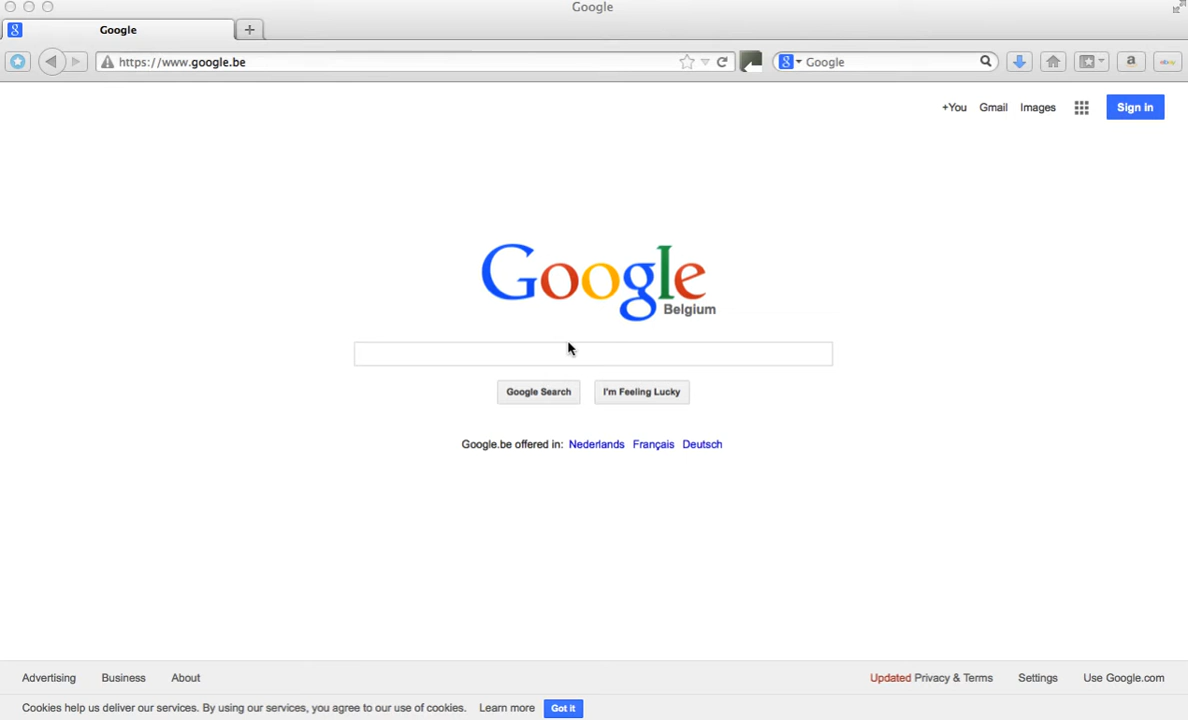 Google
Google
https://www.google.be
Google
+You Gmail Images Sign in
Google
Belgium
Google Search I'm Feeling Lucky
Google.be offered in: Nederlands Français Deutsch
Advertising Business About Updated Privacy & Terms Settings Use Google.com
Cookies help us deliver our services. By using our services, you agree to our use of cookies. Learn more Got it